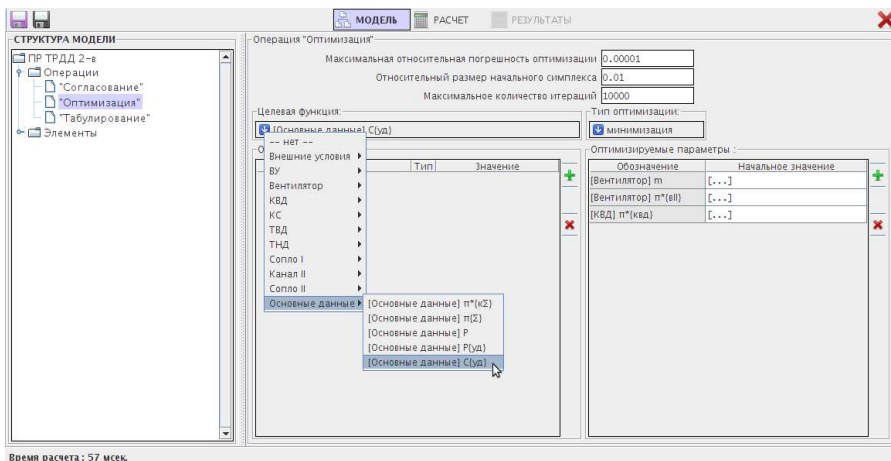 МОДЕЛЬ РАСЧЕТ РЕЗУЛЬТАТЫ
СТРУКТУРА МОДЕЛИ
ПР ТРДД 2-в
Операции
"Согласование"
"Оптимизация"
"Табулирование"
Элементы
Операция "Оптимизация"
Максимальная относительная погрешность оптимизации 0.00001
Относительный размер начального симплекса 0.01
Максимальное количество итераций 10000
Целевая функция:
[Основные данные] C{уд}
Тип оптимизации:
минимизация
О
Тип Значение
-- нет --
Внешние условия
ВУ
Вентилятор
КВД
КС
ТВД
ТНД
Сопло I
Канал II
Сопло II
Основные данные
[Основные данные] π*{кΣ}
[Основные данные] π{Σ}
[Основные данные] P
[Основные данные] P{уд}
[Основные данные] C{уд}
Оптимизируемые параметры :
Обозначение Начальное значение
[Вентилятор] m [...]
[Вентилятор] π*{вII} [...]
[КВД] π*{квд} [...]
Время расчета: 57 мсек.